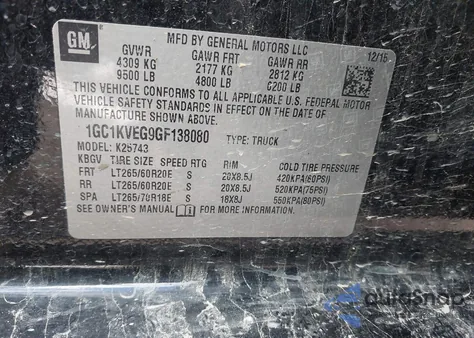 GM
MFD BY GENERAL MOTORS LLC
12/15
GVWR GAWR FRT GAWR RR
4309 KG 2177 KG 2812 KG
9500 LB 4800 LB 6200 LB
THIS VEHICLE CONFORMS TO ALL APPLICABLE U.S. FEDERAL MOTOR
VEHICLE SAFETY STANDARDS IN EFFECT ON THE DATE OF
MANUFACTURE SHOWN ABOVE.
1GC1KVEG9GF138080 TYPE: TRUCK
MODEL: K25743
KBGV TIRE SIZE SPEED RTG RIM COLD TIRE PRESSURE
FRT LT265/60R20E S 20X8.5J 420KPA(60PSI)
RR LT265/60R20E S 20X8.5J 520KPA(75PSI)
SPA LT265/70R18E S 18X8J 550KPA(80PSI)
SEE OWNER'S MANUAL FOR MORE INFORMATION
AutoSnap